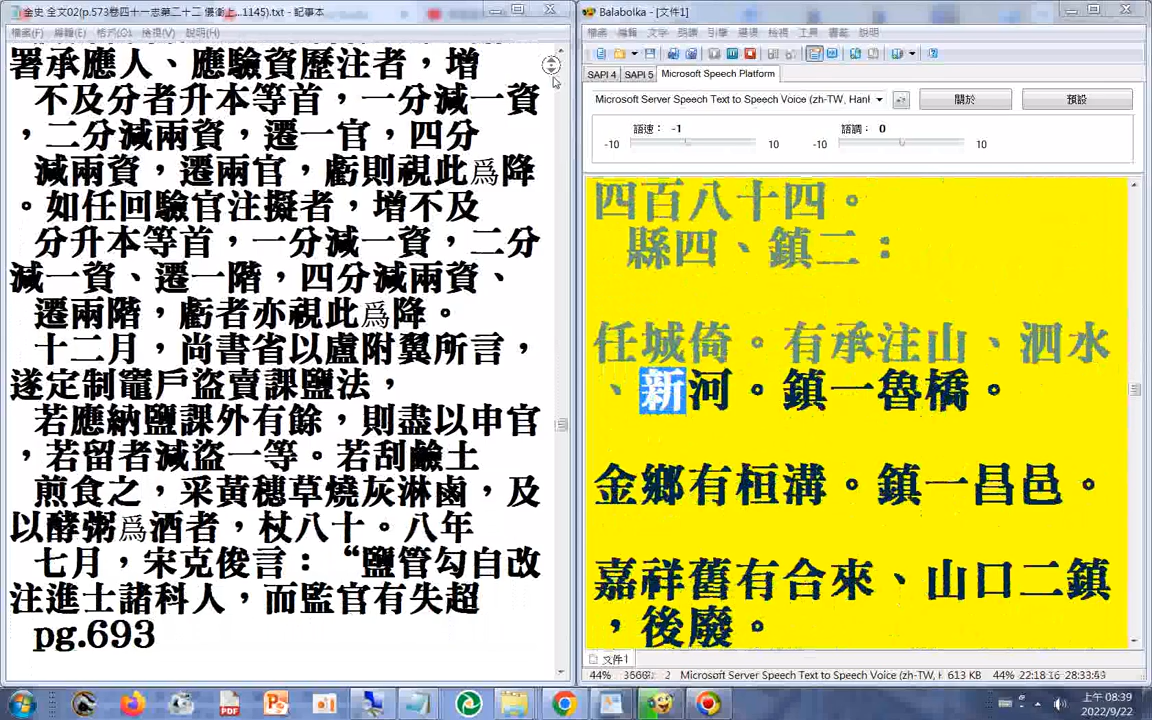 金史 全文02(p.573卷四十一志第二十二 儀衛上...1145).txt - 記事本
檔案(F) 編輯(E) 格式(O) 檢視(V) 說明(H)
署承應人、應驗資歷注者，增
不及分者升本等首，一分減一資
，二分減兩資，遷一官，四分
減兩資，遷兩官，虧則視此爲降
。如任回驗官注擬者，增不及
分升本等首，一分減一資，二分
減一資、遷一階，四分減兩資、
遷兩階，虧者亦視此爲降。
十二月，尚書省以盧附翼所言，
遂定制竈戶盜賣課鹽法，
若應納鹽課外有餘，則盡以申官
，若留者減盜一等。若刮鹼土
煎食之，采黃穗草燒灰淋鹵，及
以酵粥爲酒者，杖八十。八年
七月，宋克俊言：“鹽管勾自改
注進士諸科人，而監官有失超
pg.693
Balabolka - [文件1]
檔案 編輯 文字 朗讀 引擎 選項 檢視 書籤 說明
SAPI 4 SAPI 5 Microsoft Speech Platform
Microsoft Server Speech Text to Speech Voice (zh-TW, Hanl
關於
預設
語速： -1
語調： 0
-10 10 -10 10
四百八十四。
縣四、鎮二：
任城倚。有承注山、泗水
、新河。鎮一魯橋。
金鄉有桓溝。鎮一昌邑。
嘉祥舊有合來、山口二鎮
，後廢。
文件1
44% Microsoft Server Speech Text to Speech Voice 613 KB 44% 22:18:16 28:33:59
上午 08:39
2022/9/22